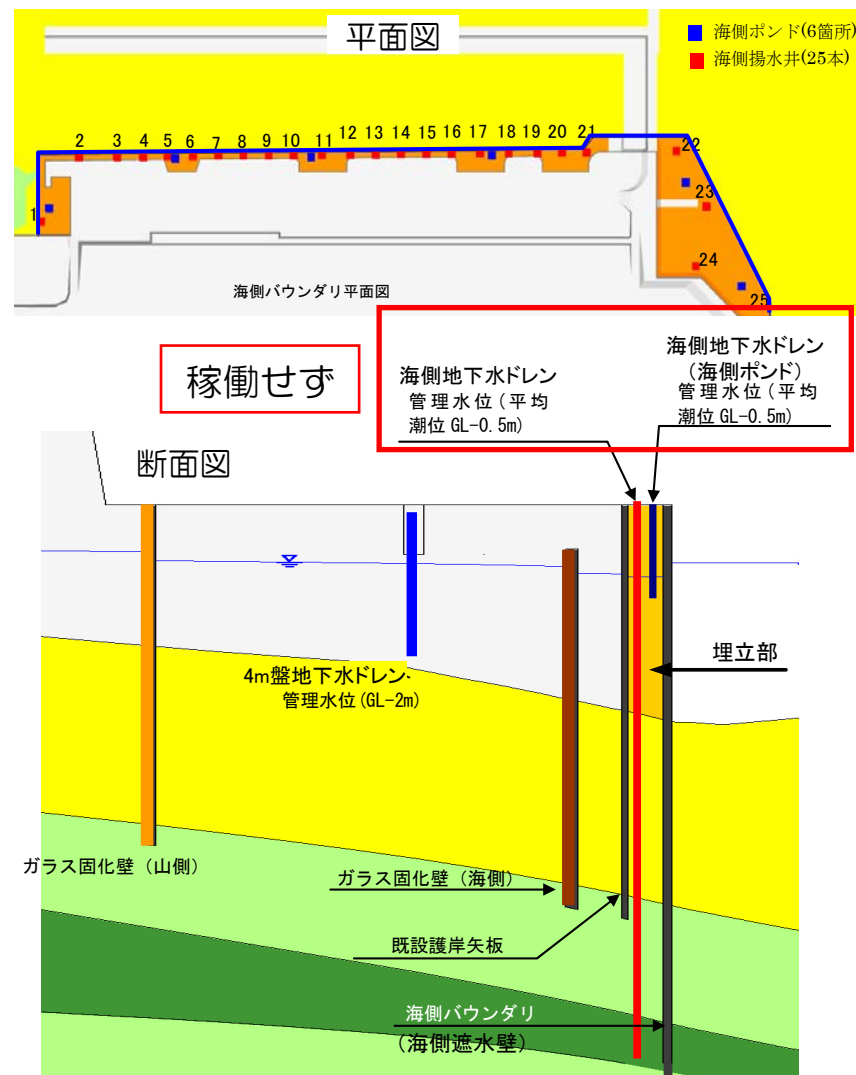 平面図
海側ポンド(6箇所)
海側揚水井(25本)
1
2
3
4
5
6
7
8
9
10
11
12
13
14
15
16
17
18
19
20
21
22
23
24
25
海側バウンダリ平面図
稼働せず
海側地下水ドレン
管理水位(平均
潮位 GL-0.5m)
海側地下水ドレン
(海側ポンド)
管理水位(平均
潮位 GL-0.5m)
断面図
埋立部
4m盤地下水ドレン
管理水位(GL-2m)
ガラス固化壁(山側)
ガラス固化壁(海側)
既設護岸矢板
海側バウンダリ
(海側遮水壁)